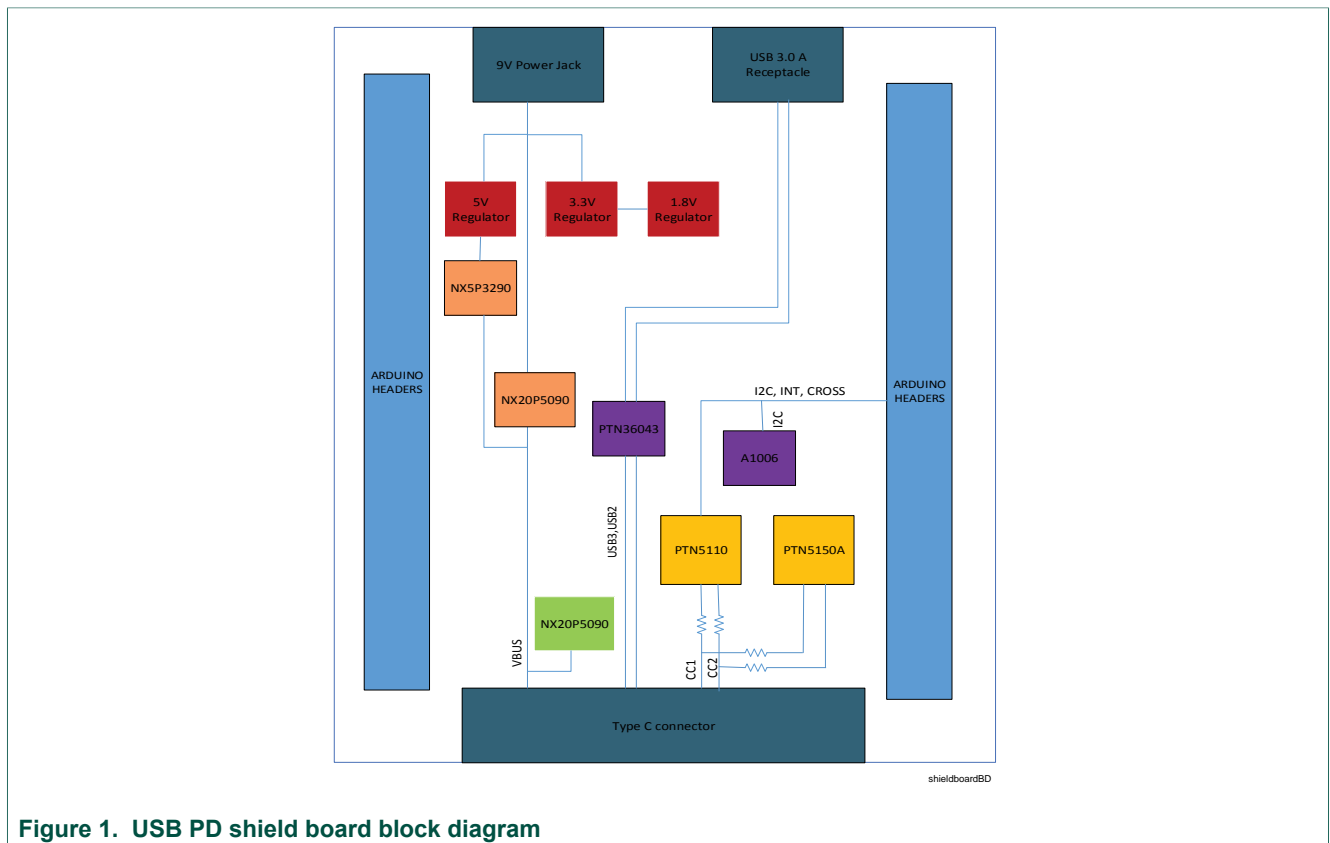 9V Power Jack
USB 3.0 A
Receptacle
5V
Regulator
3.3V
Regulator
1.8V
Regulator
NX5P3290
ARDUINO
HEADERS
NX20P5090
PTN36043
I2C, INT, CROSS
I2C
A1006
ARDUINO
HEADERS
USB3,USB2
PTN5110
PTN5150A
NX20P5090
VBUS
CC1
CC2
Type C connector
shieldboardBD
Figure 1. USB PD shield board block diagram